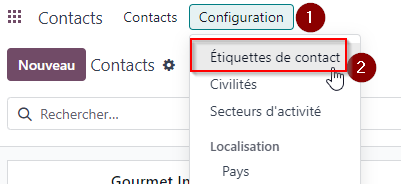 Contacts Contacts Configuration 1
Nouveau Contacts
Étiquettes de contact 2
Civilités
Rechercher...
Secteurs d'activité
Localisation
Pays
Gourmet In